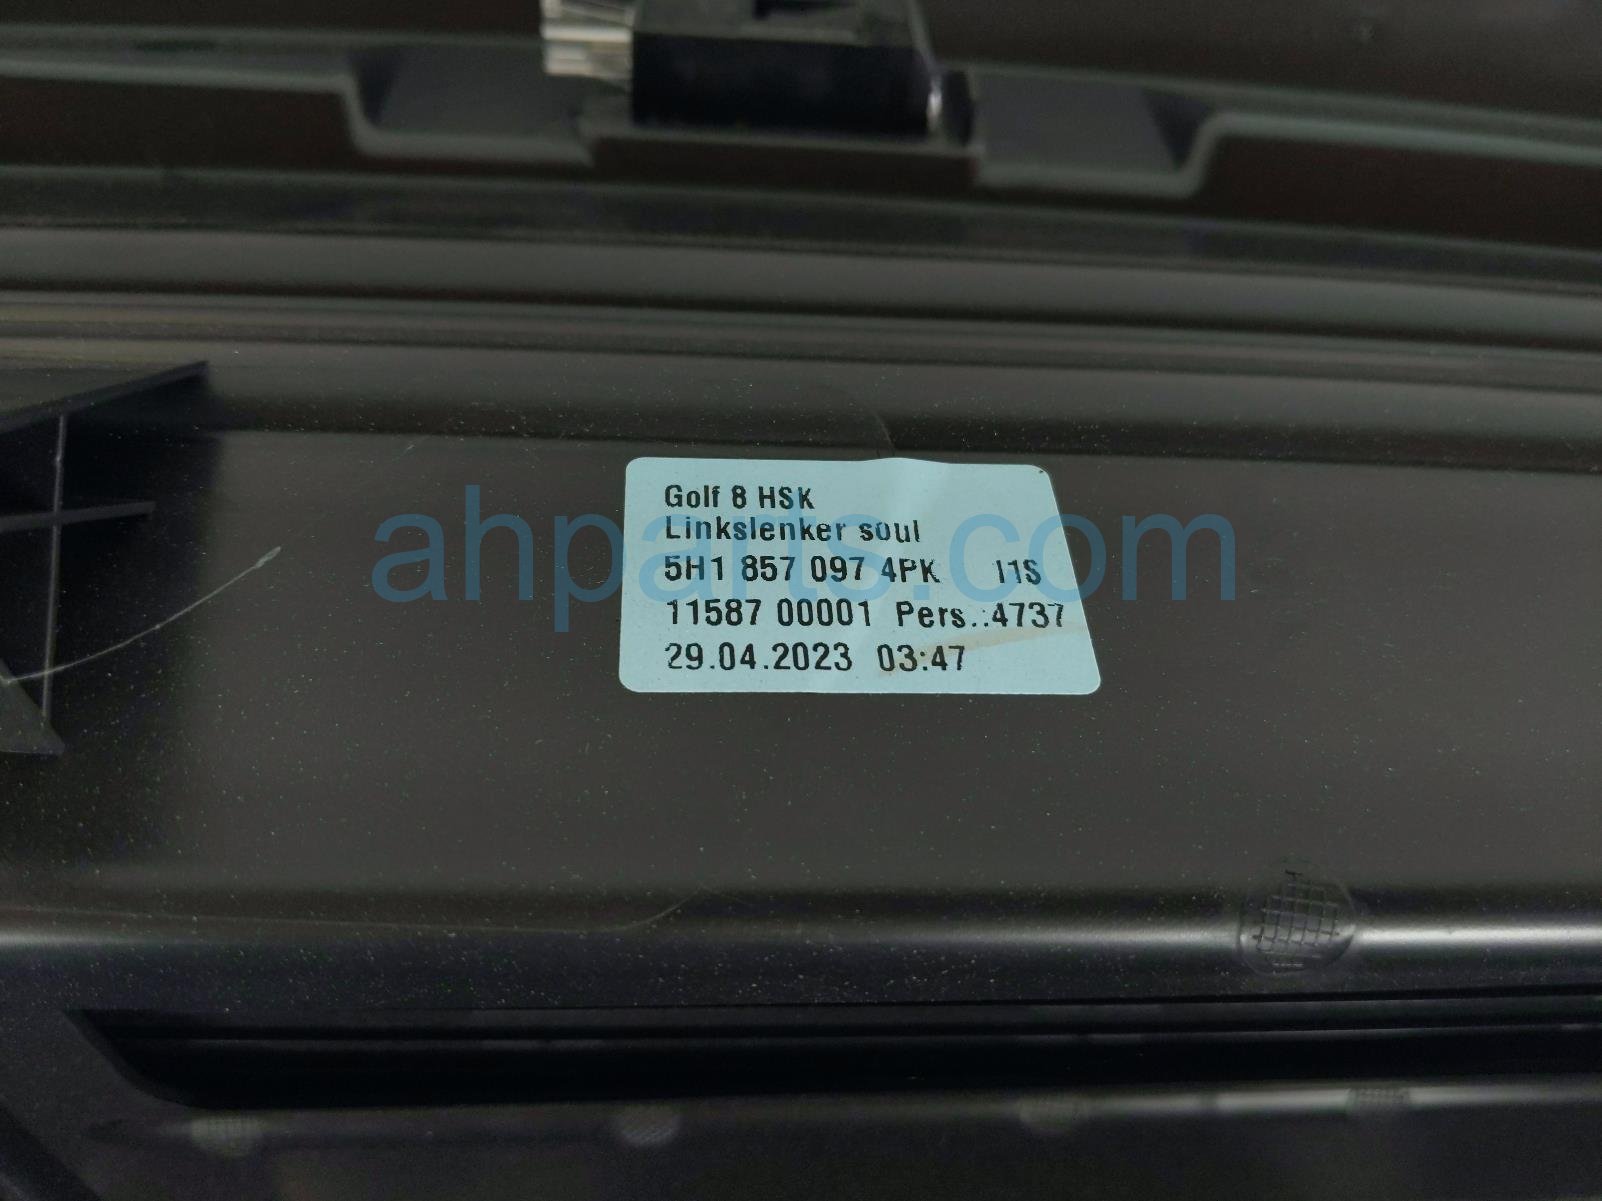 Golf 8 HSK
Linkslenker soul
5H1 857 097 4PK I1S
11587 00001 Pers.:4737
29.04.2023 03:47
ahparts.com